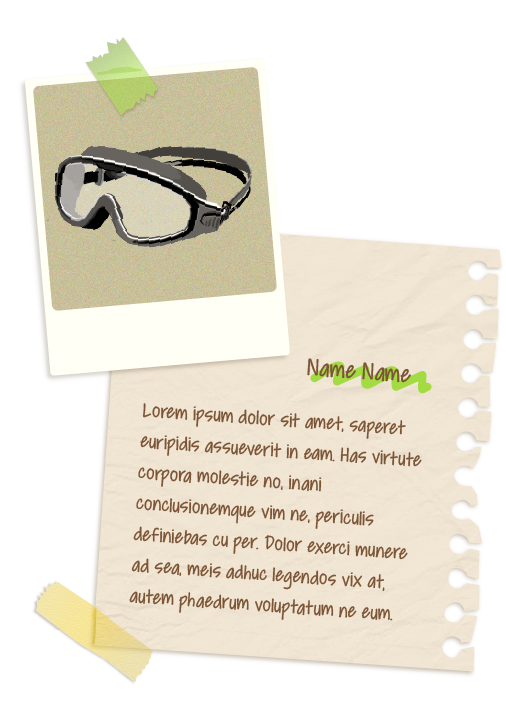 Name Name
Lorem ipsum dolor sit amet, saperet
euripidis assueverit in eam. Has virtute
corpora molestie no, inani
conclusionemque vim ne, periculis
definiebas cu per. Dolor exerci munere
ad sea, meis adhuc legendos vix at,
autem phaedrum voluptatum ne eum.